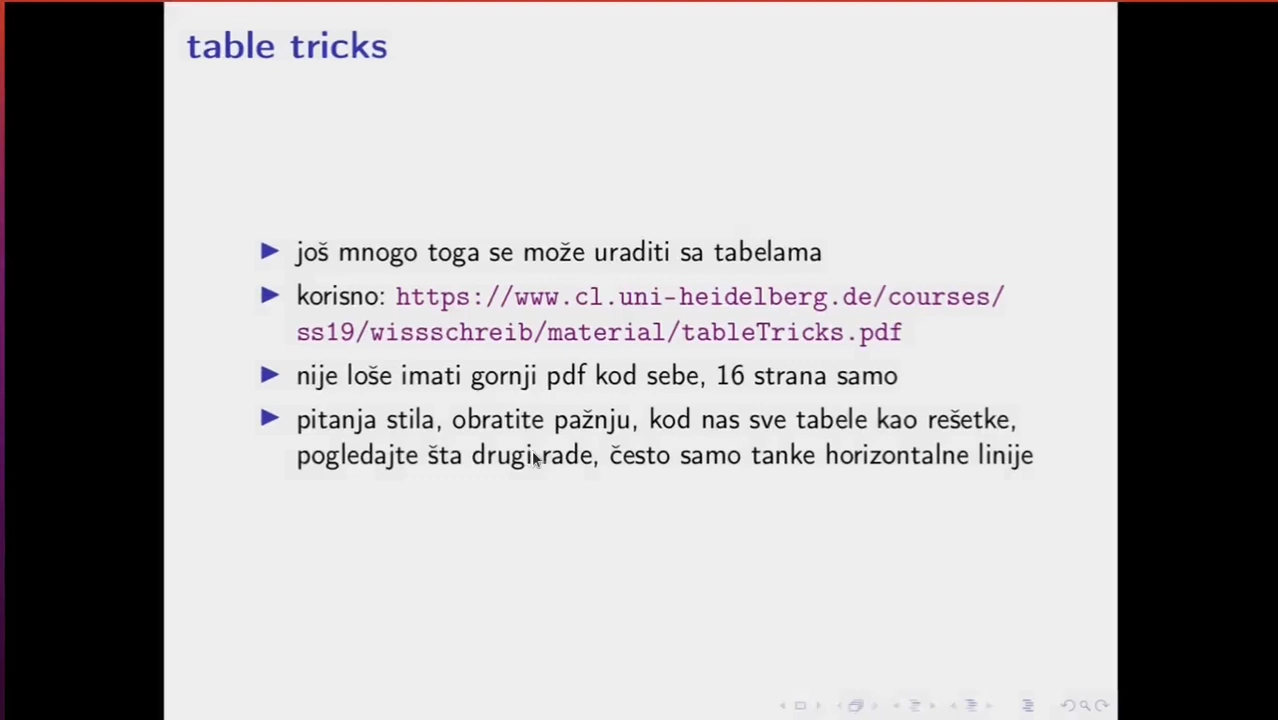 table tricks
još mnogo toga se može uraditi sa tabelama
korisno: https://www.cl.uni-heidelberg.de/courses/
ss19/wissschreib/material/tableTricks.pdf
nije loše imati gornji pdf kod sebe, 16 strana samo
pitanja stila, obratite pažnju, kod nas sve tabele kao rešetke,
pogledajte šta drugi rade, često samo tanke horizontalne linije